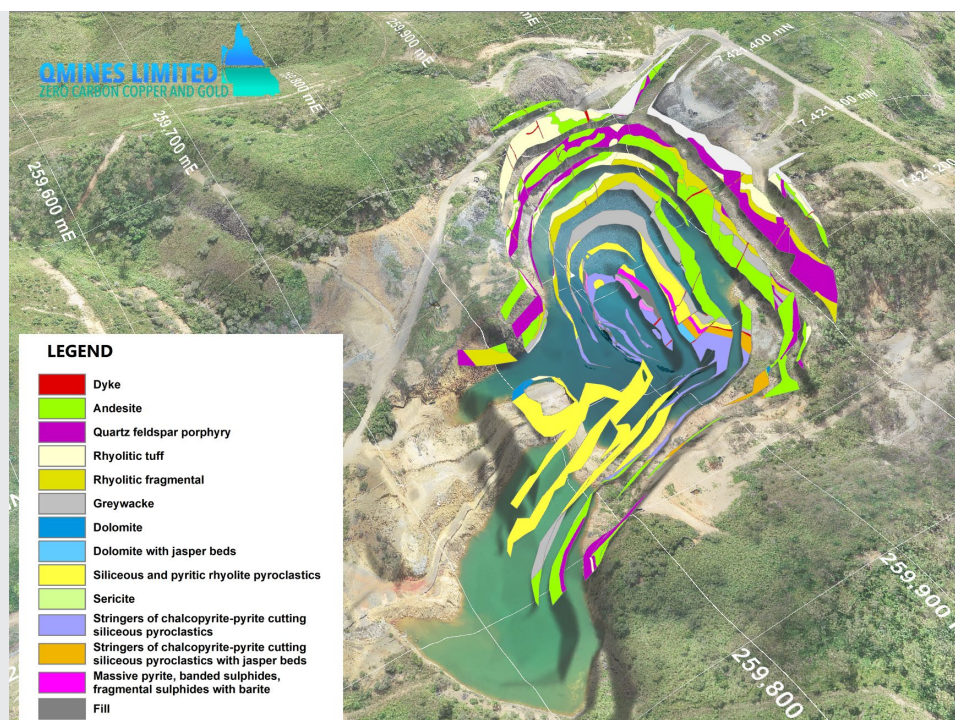 QMINES LIMITED
ZERO CARBON COPPER AND GOLD
259.900 mE
259.800 mE
259.700 mE
259.600 mE
7 421.400 mN
LEGEND
Dyke
Andesite
Quartz feldspar porphyry
Rhyolitic tuff
Rhyolitic fragmental
Greywacke
Dolomite
Dolomite with jasper beds
Siliceous and pyritic rhyolite pyroclastics
Sericite
Stringers of chalcopyrite-pyrite cutting
siliceous pyroclastics
Stringers of chalcopyrite-pyrite cutting
siliceous pyroclastics with jasper beds
Massive pyrite, banded sulphides,
fragmental sulphides with barite
Fill
259.900
259.800